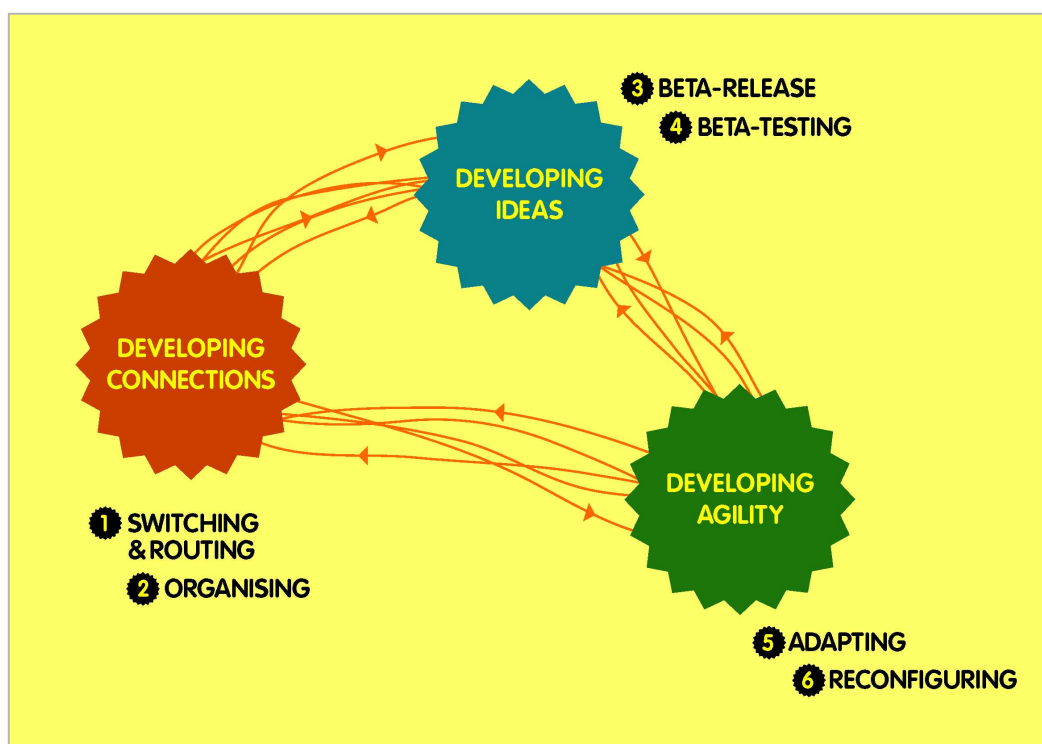 3 BETA-RELEASE
4 BETA-TESTING
DEVELOPING
IDEAS
DEVELOPING
CONNECTIONS
DEVELOPING
AGILITY
1 SWITCHING
& ROUTING
2 ORGANISING
5 ADAPTING
6 RECONFIGURING